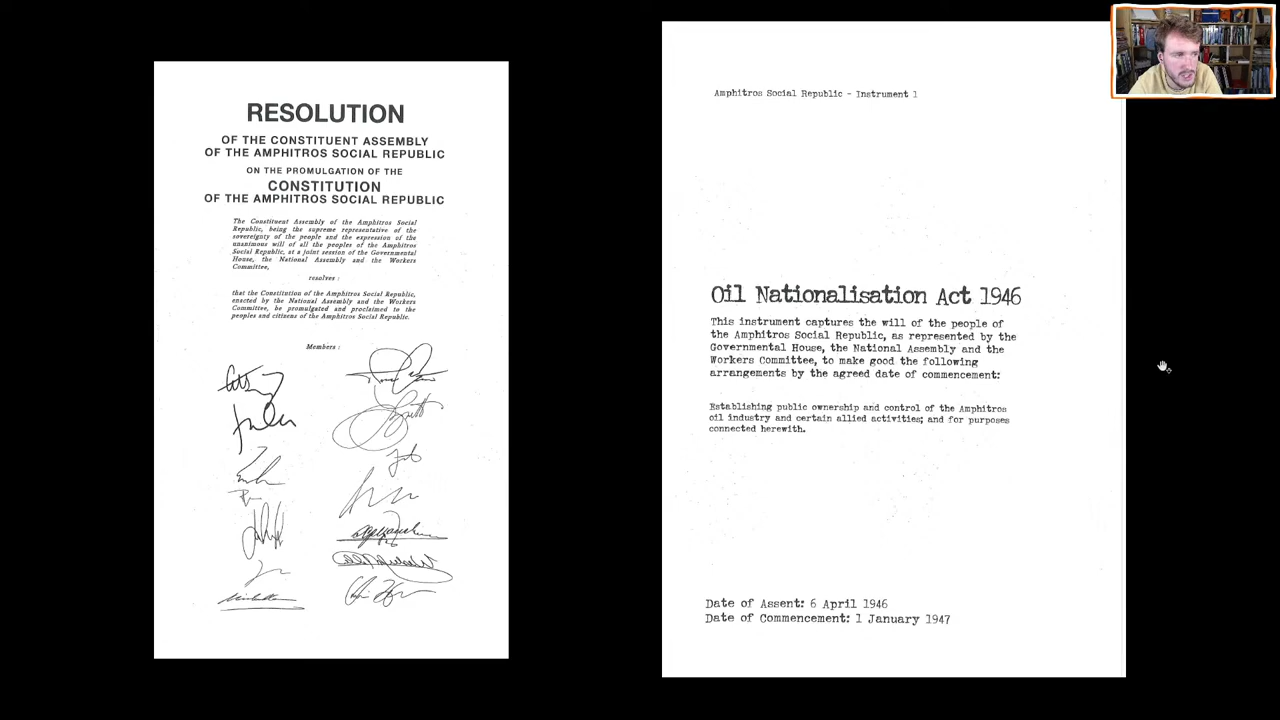 RESOLUTION
OF THE CONSTITUENT ASSEMBLY
OF THE AMPHITROS SOCIAL REPUBLIC
ON THE PROMULGATION OF THE
CONSTITUTION
OF THE AMPHITROS SOCIAL REPUBLIC
The Constituent Assembly of the Amphitros Social
Republic, being the supreme representative of the
sovereignty of the people and the expression of the
unanimous will of all the peoples of the Amphitros
Social Republic, at a joint session of the Governmental
House, the National Assembly and the Workers
Committee,
resolves :
that the Constitution of the Amphitros Social Republic,
enacted by the National Assembly and the Workers
Committee, be promulgated and proclaimed to the
peoples and citizens of the Amphitros Social Republic.
Members :
Amphitros Social Republic - Instrument 1
Oil Nationalisation Act 1946
This instrument captures the will of the people of
the Amphitros Social Republic, as represented by the
Governmental House, the National Assembly and the
Workers Committee, to make good the following
arrangements by the agreed date of commencement:
Establishing public ownership and control of the Amphitros
oil industry and certain allied activities; and for purposes
connected herewith.
Date of Assent: 6 April 1946
Date of Commencement: 1 January 1947